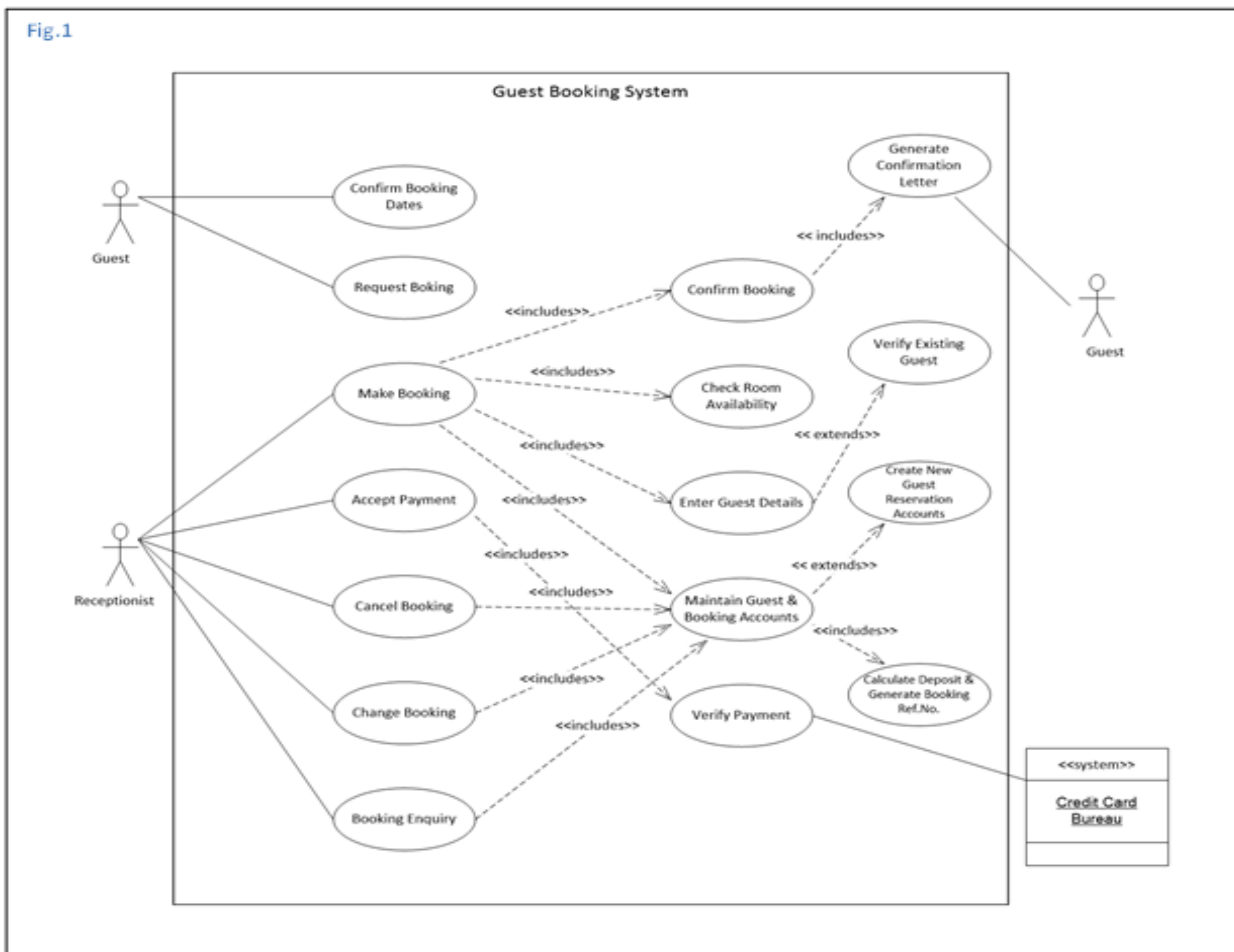 Fig.1
Guest Booking System
Generate
Confirmation
Letter
Confirm Booking
Dates
<< includes>>
Guest
Request Boking
Confirm Booking
<<includes>>
Guest
Verify Existing
Guest
<<includes>>
Make Booking
Check Room
Availability
<< extends>>
<<includes>>
Create New
Guest
Reservation
Accounts
Accept Payment
<<includes>>
Enter Guest Details
<<includes>>
<< extends>>
Receptionist
Cancel Booking
<<includes>>
Maintain Guest &
Booking Accounts
<<includes>>
<<includes>>
Calculate Deposit &
Generate Booking
Ref.No.
Change Booking
<<includes>>
Verify Payment
<<system>>
Credit Card
Bureau
Booking Enquiry